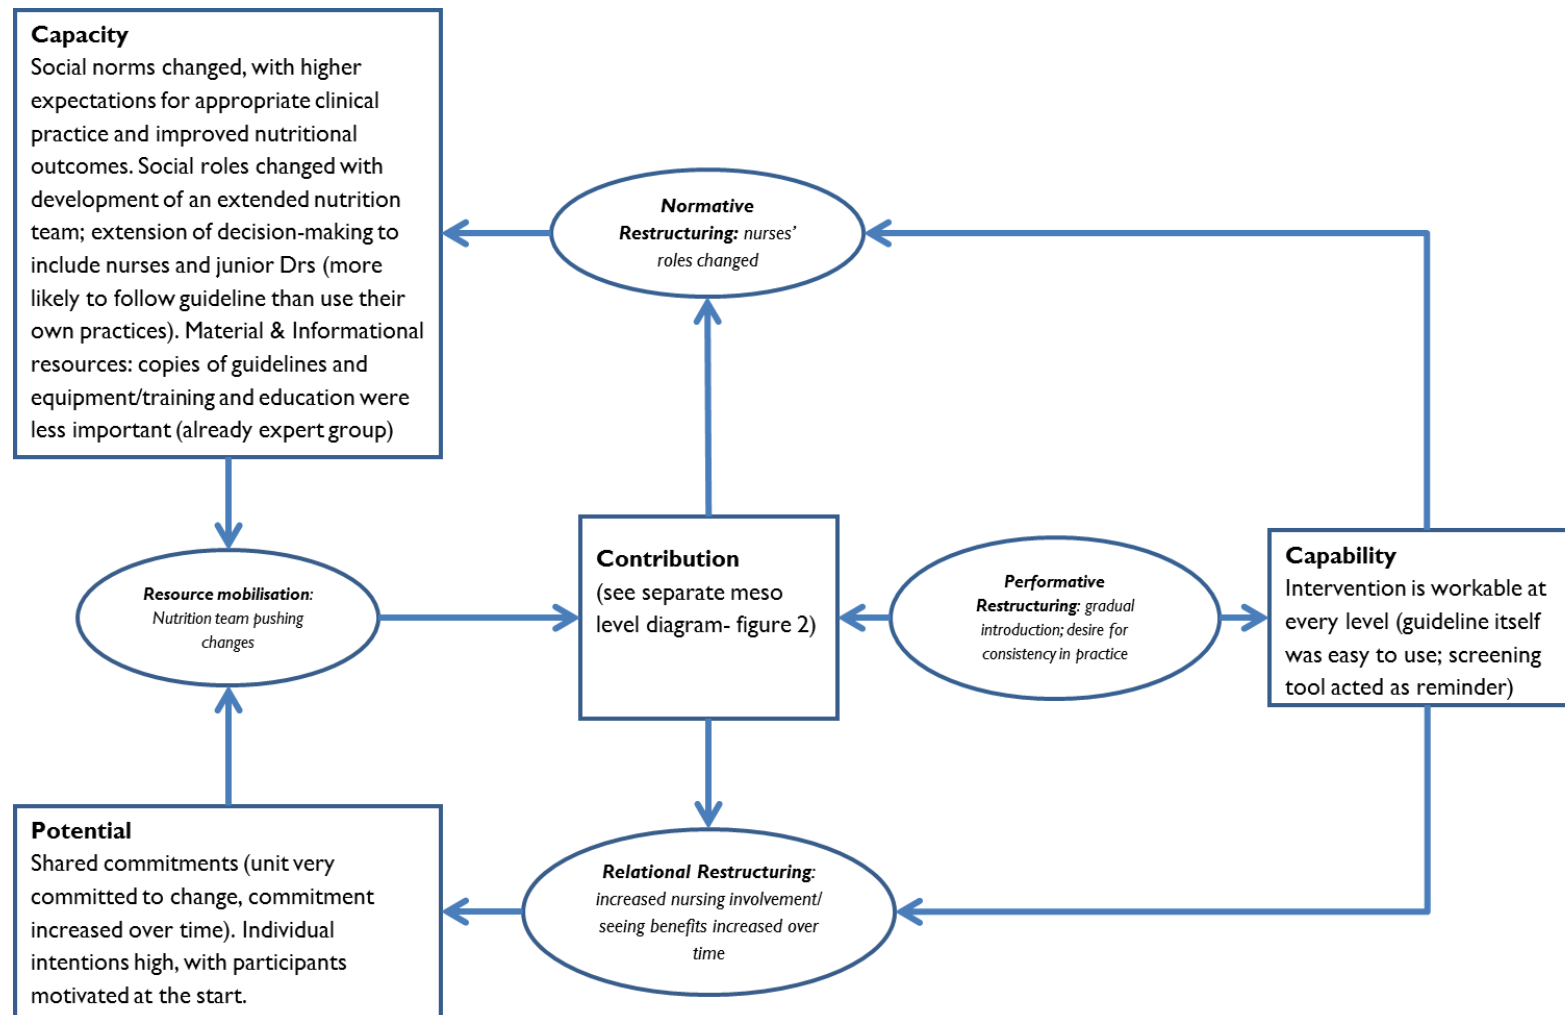 Capacity
Social norms changed, with higher
expectations for appropriate clinical
practice and improved nutritional
outcomes. Social roles changed with
development of an extended nutrition
team; extension of decision-making to
include nurses and junior Drs (more
likely to follow guideline than use their
own practices). Material & Informational
resources: copies of guidelines and
equipment/training and education were
less important (already expert group)
Normative
Restructuring: nurses’
roles changed
Resource mobilisation:
Nutrition team pushing
changes
Contribution
(see separate meso
level diagram- figure 2)
Performative
Restructuring: gradual
introduction; desire for
consistency in practice
Capability
Intervention is workable at
every level (guideline itself
was easy to use; screening
tool acted as reminder)
Potential
Shared commitments (unit very
committed to change, commitment
increased over time). Individual
intentions high, with participants
motivated at the start.
Relational Restructuring:
increased nursing involvement/
seeing benefits increased over
time